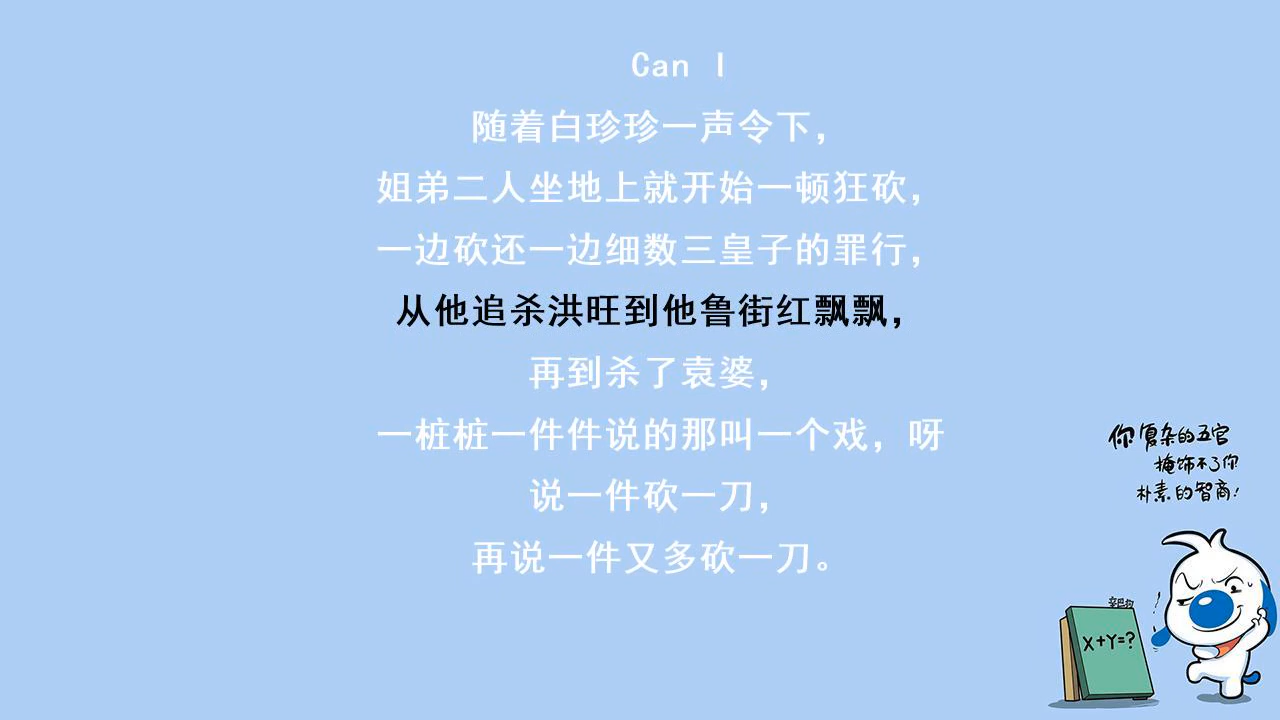 Can I
随着白珍珍一声令下，
姐弟二人坐地上就开始一顿狂砍，
一边砍还一边细数三皇子的罪行，
从他追杀洪旺到他鲁街红飘飘，
再到杀了袁婆，
一桩桩一件件说的那叫一个戏，呀
说一件砍一刀，
再说一件又多砍一刀。
你复杂的五官
掩饰不了你
朴素的智商！
X+Y=?